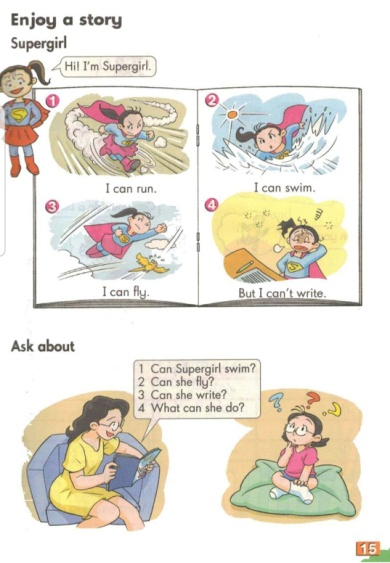 Enjoy a story
Supergirl
Hi! I'm Supergirl.
1
I can run.
2
I can swim.
3
I can fly.
4
But I can't write.
Ask about
1 Can Supergirl swim?
2 Can she fly?
3 Can she write?
4 What can she do?
15